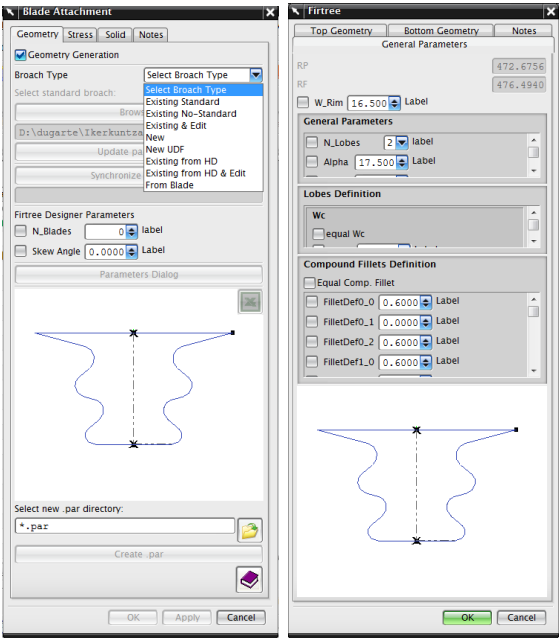 Blade Attachment
Geometry Stress Solid Notes
Geometry Generation
Broach Type Select Broach Type
Select Broach Type
Existing Standard
Existing No-Standard
Existing & Edit
New
New UDF
Existing from HD
Existing from HD & Edit
From Blade
Select standard broach:
D:\dugarte\Ikerkuntza
Update pa
Synchronize
Firtree Designer Parameters
N_Blades 0 label
Skew Angle 0.0000 Label
Parameters Dialog
Select new .par directory:
*.par
Create .par
OK Apply Cancel
Firtree
Top Geometry Bottom Geometry Notes
General Parameters
RP 472.6756
RF 476.4940
W_Rim 16.500 Label
General Parameters
N_Lobes 2 label
Alpha 17.500 Label
Lobes Definition
Wc
equal Wc
Compound Fillets Definition
Equal Comp. Fillet
FilletDef0_0 0.6000 Label
FilletDef0_1 0.0000 Label
FilletDef0_2 0.6000 Label
FilletDef1_0 0.6000 Label
OK Cancel